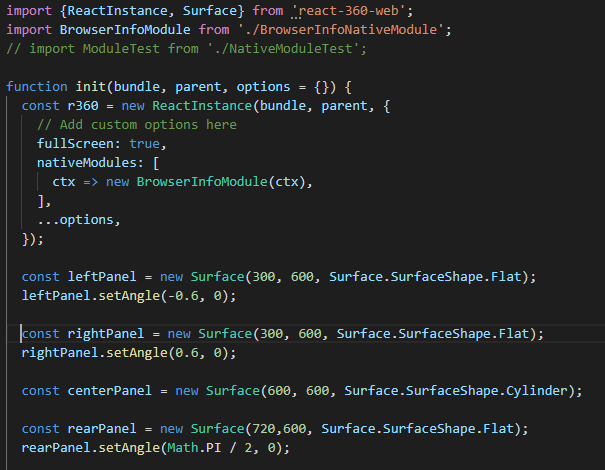 import {ReactInstance, Surface} from 'react-360-web';
import BrowserInfoModule from './BrowserInfoNativeModule';
// import ModuleTest from './NativeModuleTest';

function init(bundle, parent, options = {}) {
  const r360 = new ReactInstance(bundle, parent, {
    // Add custom options here
    fullScreen: true,
    nativeModules: [
      ctx => new BrowserInfoModule(ctx),
    ],
    ...options,
  });

  const leftPanel = new Surface(300, 600, Surface.SurfaceShape.Flat);
  leftPanel.setAngle(-0.6, 0);

  const rightPanel = new Surface(300, 600, Surface.SurfaceShape.Flat);
  rightPanel.setAngle(0.6, 0);

  const centerPanel = new Surface(600, 600, Surface.SurfaceShape.Cylinder);

  const rearPanel = new Surface(720,600, Surface.SurfaceShape.Flat);
  rearPanel.setAngle(Math.PI / 2, 0);